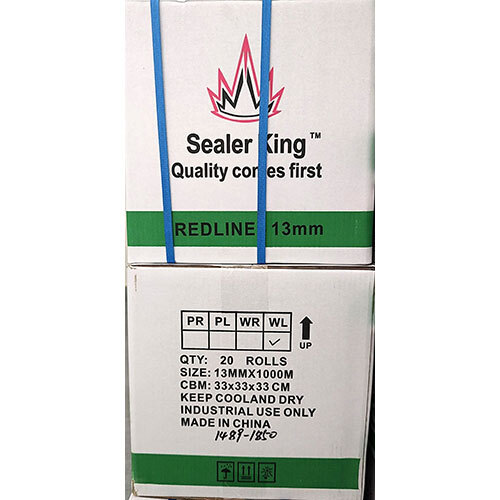 Sealer King™
Quality comes first
REDLINE 13mm
PR PL WR WL
✓
UP
QTY: 20 ROLLS
SIZE: 13MMX1000M
CBM: 33x33x33 CM
KEEP COOLAND DRY
INDUSTRIAL USE ONLY
MADE IN CHINA
1489-1850